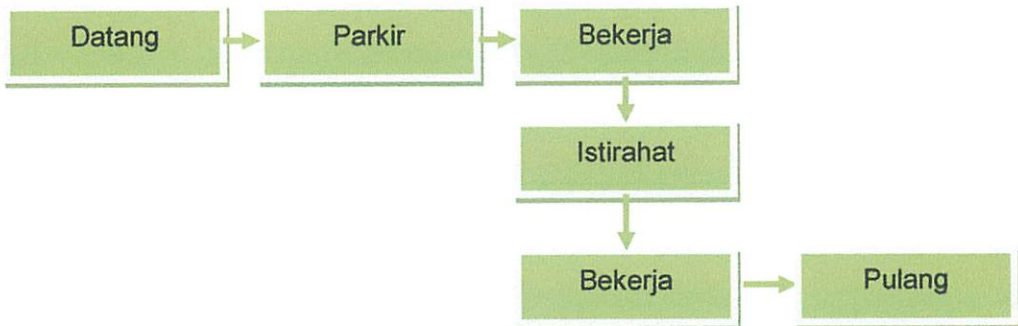 Datang
Parkir
Bekerja
Istirahat
Bekerja
Pulang